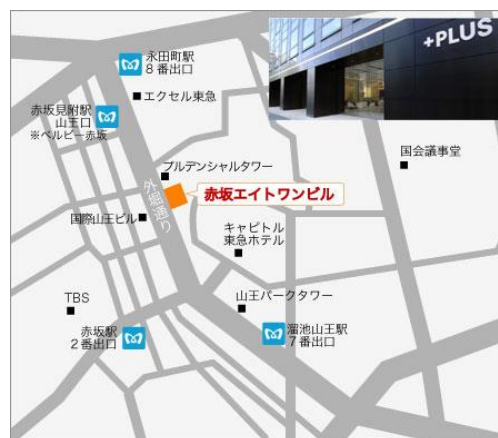 +PLUS
永田町駅
8番出口
エクセル東急
赤坂見附駅
山王口
※ベルビー赤坂
プルデンシャルタワー
国会議事堂
赤坂エイトワンビル
外堀通り
国際山王ビル
キャピトル
東急ホテル
TBS
山王パークタワー
赤坂駅
2番出口
溜池山王駅
7番出口